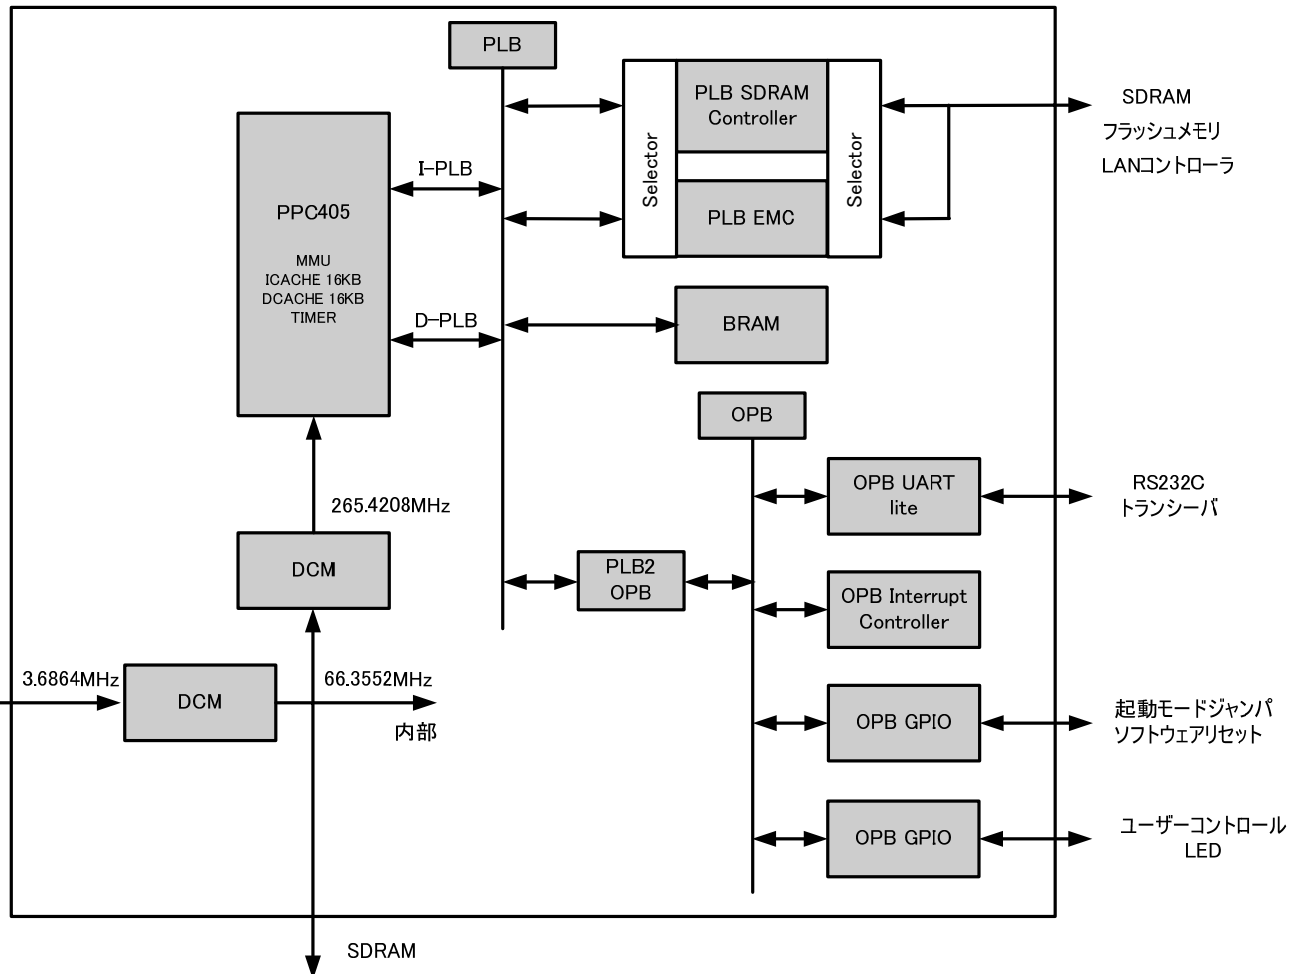 PLB
PLB SDRAM
Controller
Selector
Selector
PLB EMC
SDRAM
フラッシュメモリ
LANコントローラ
I-PLB
PPC405
MMU
ICACHE 16KB
DCACHE 16KB
TIMER
D-PLB
BRAM
OPB
265.4208MHz
OPB UART
lite
RS232C
トランシーバ
DCM
PLB2
OPB
OPB Interrupt
Controller
3.6864MHz
DCM
66.3552MHz
内部
OPB GPIO
起動モードジャンパ
ソフトウェアリセット
OPB GPIO
ユーザーコントロール
LED
SDRAM